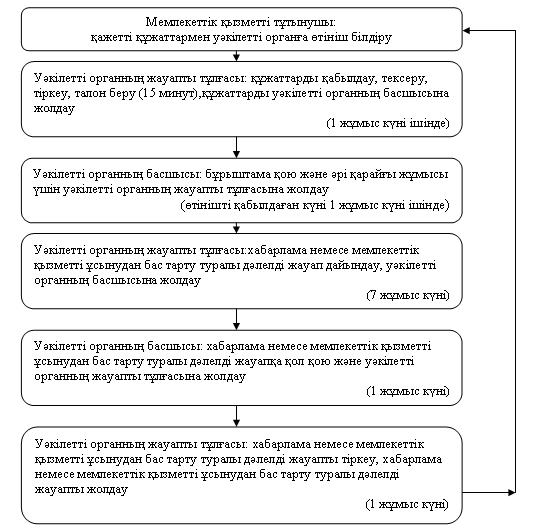 Мемлекеттік қызметті тұтынушы:
қажетті құжаттармен уәкілетті органға өтініш білдіру
Уәкілетті органның жауапты тұлғасы: құжаттарды қабылдау, тексеру,
тіркеу, талон беру (15 минут),құжаттарды уәкілетті органның басшысына
жолдау
(1 жұмыс күні ішінде)
Уәкілетті органның басшысы: бұрыштама қою және әрі қарайғы жұмысы
үшін уәкілетті органның жауапты тұлғасына жолдау
(өтінішті қабылдаған күні 1 жұмыс күні ішінде)
Уәкілетті органның жауапты тұлғасы:хабарлама немесе мемлекеттік
қызметті ұсынудан бас тарту туралы дәлелді жауап дайындау, уәкілетті
органның басшысына жолдау
(7 жұмыс күні)
Уәкілетті органның басшысы: хабарлама немесе мемлекеттік қызметті
ұсынудан бас тарту туралы дәлелді жауапқа қол қою және уәкілетті
органның жауапты тұлғасына жолдау
(1 жұмыс күні)
Уәкілетті органның жауапты тұлғасы: хабарлама немесе мемлекеттік
қызметті ұсынудан бас тарту туралы дәлелді жауапты тіркеу, хабарлама
немесе мемлекеттік қызметті ұсынудан бас тарту туралы дәлелді
жауапты жолдау
(1 жұмыс күні)